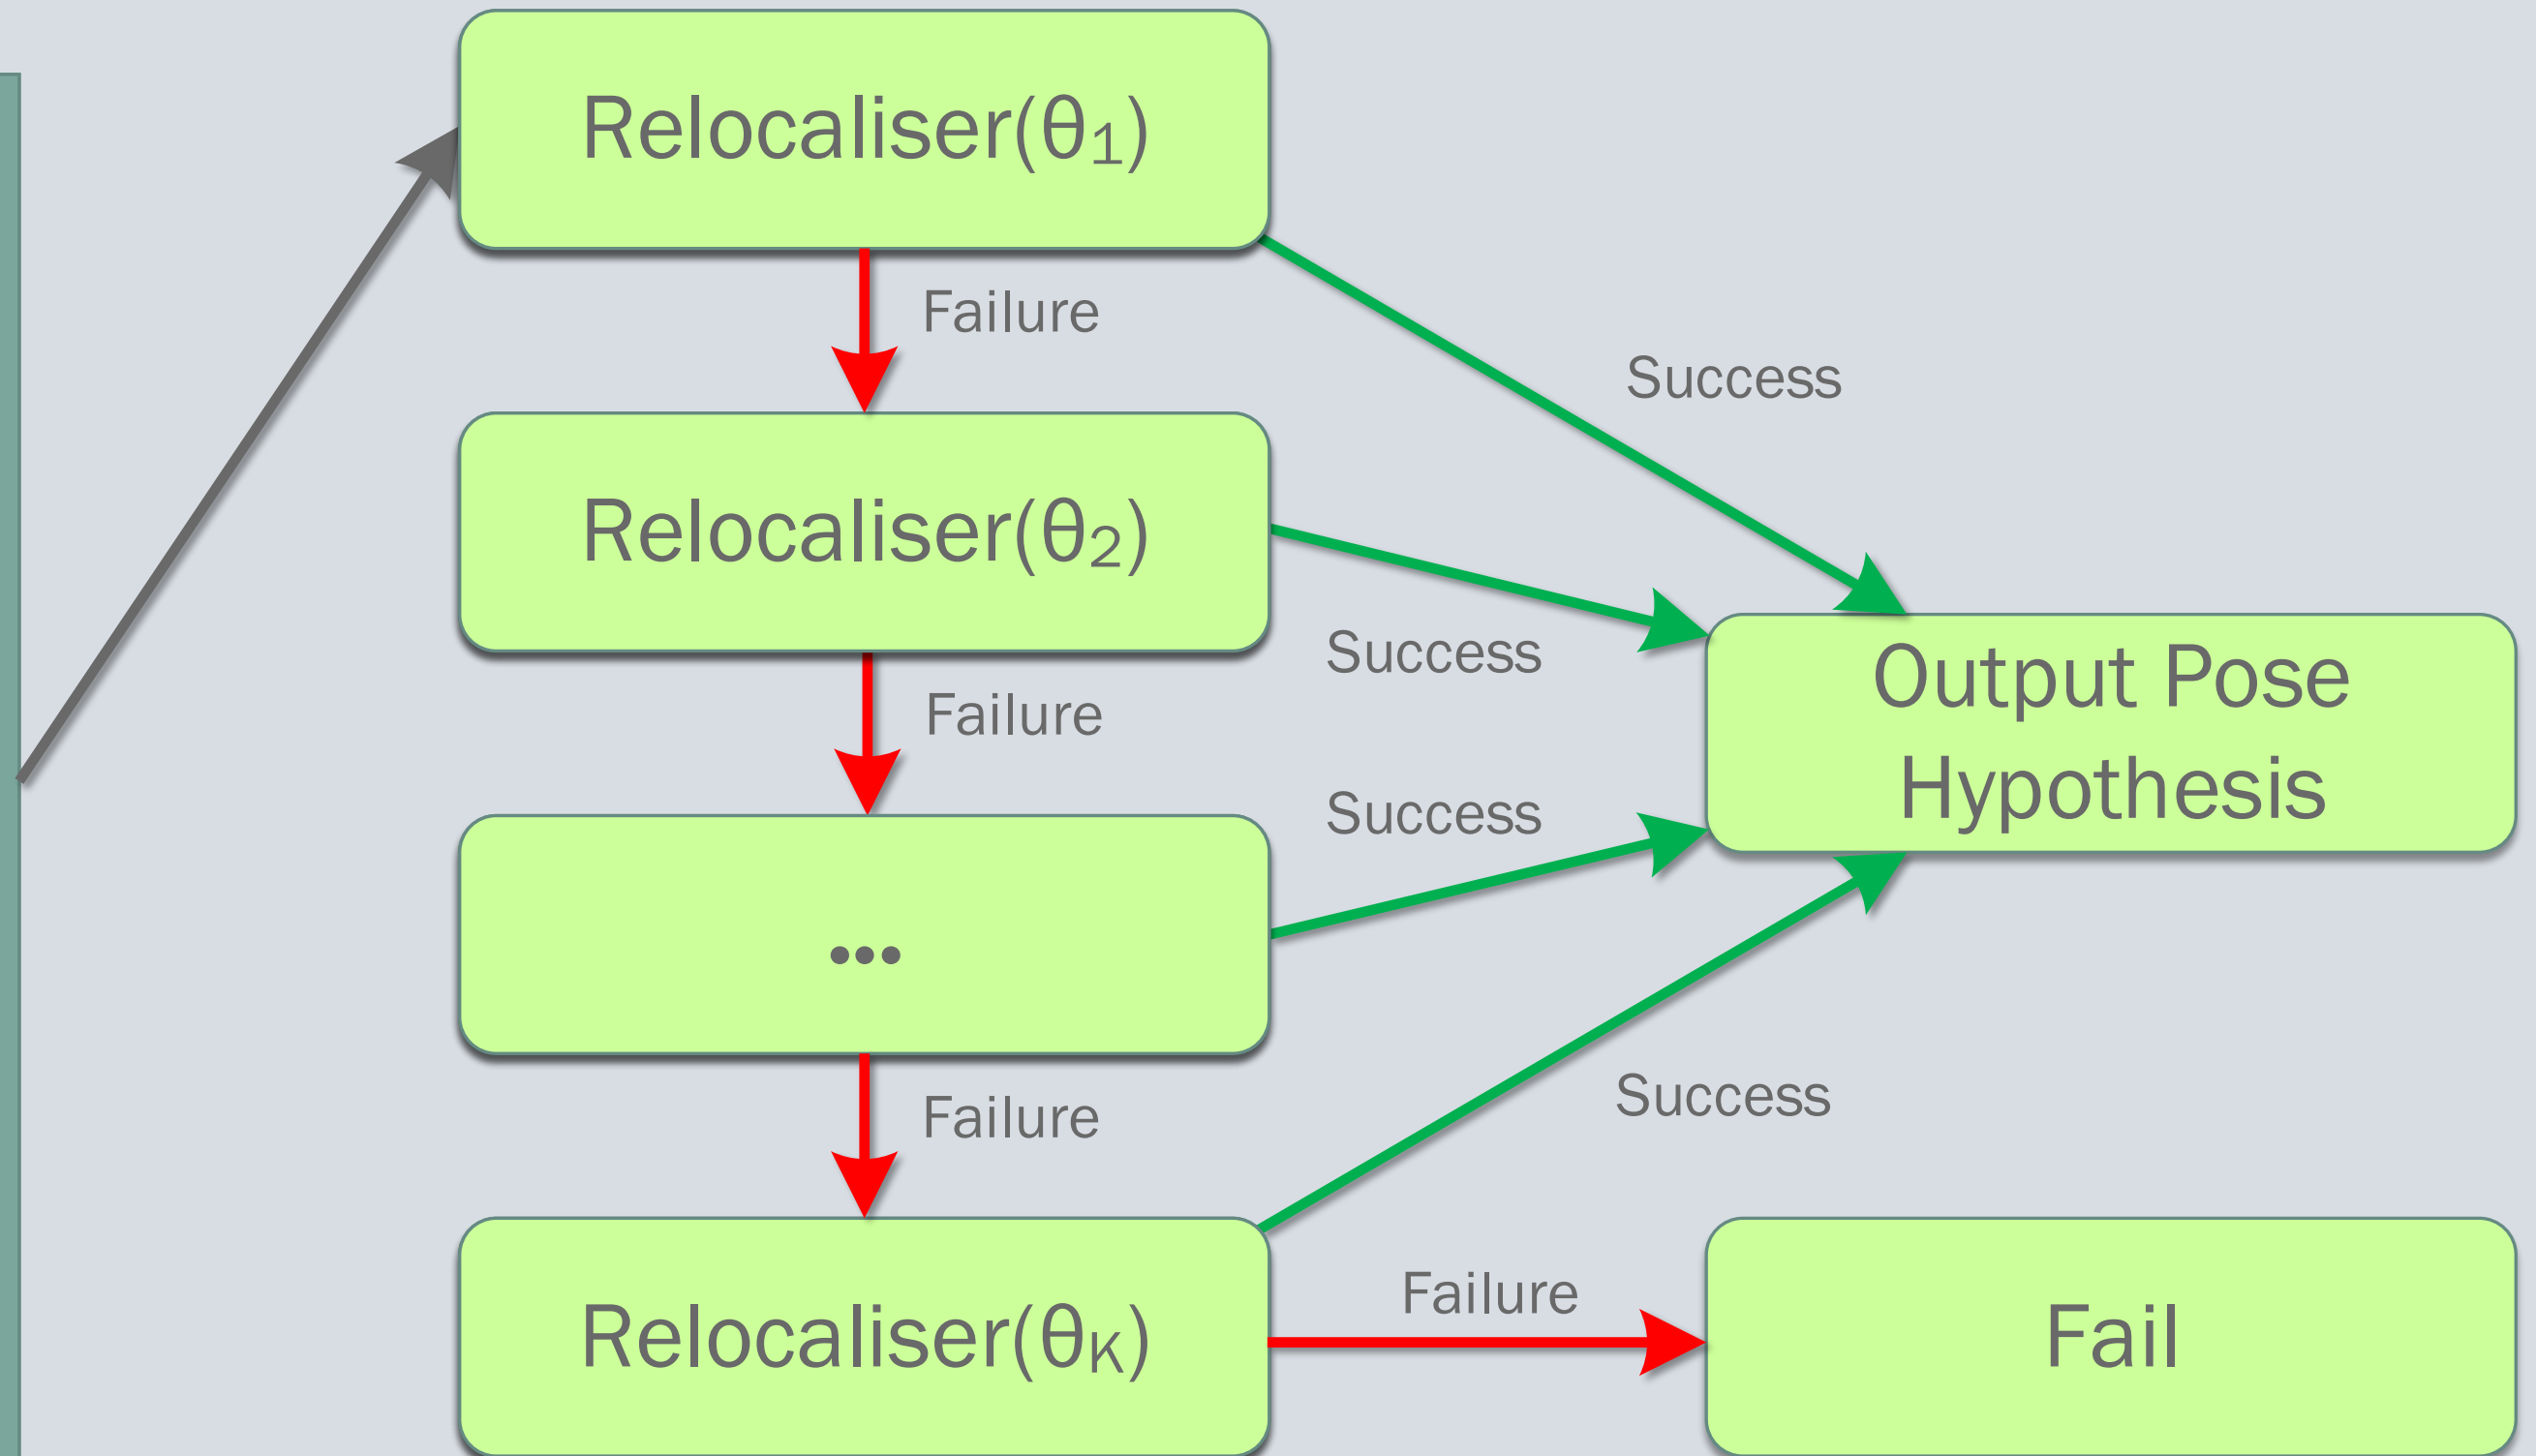 Relocaliser(θ₁)
Failure
Success
Relocaliser(θ₂)
Success
Output Pose
Hypothesis
Failure
Success
...
Failure
Success
Relocaliser(θₖ)
Failure
Fail